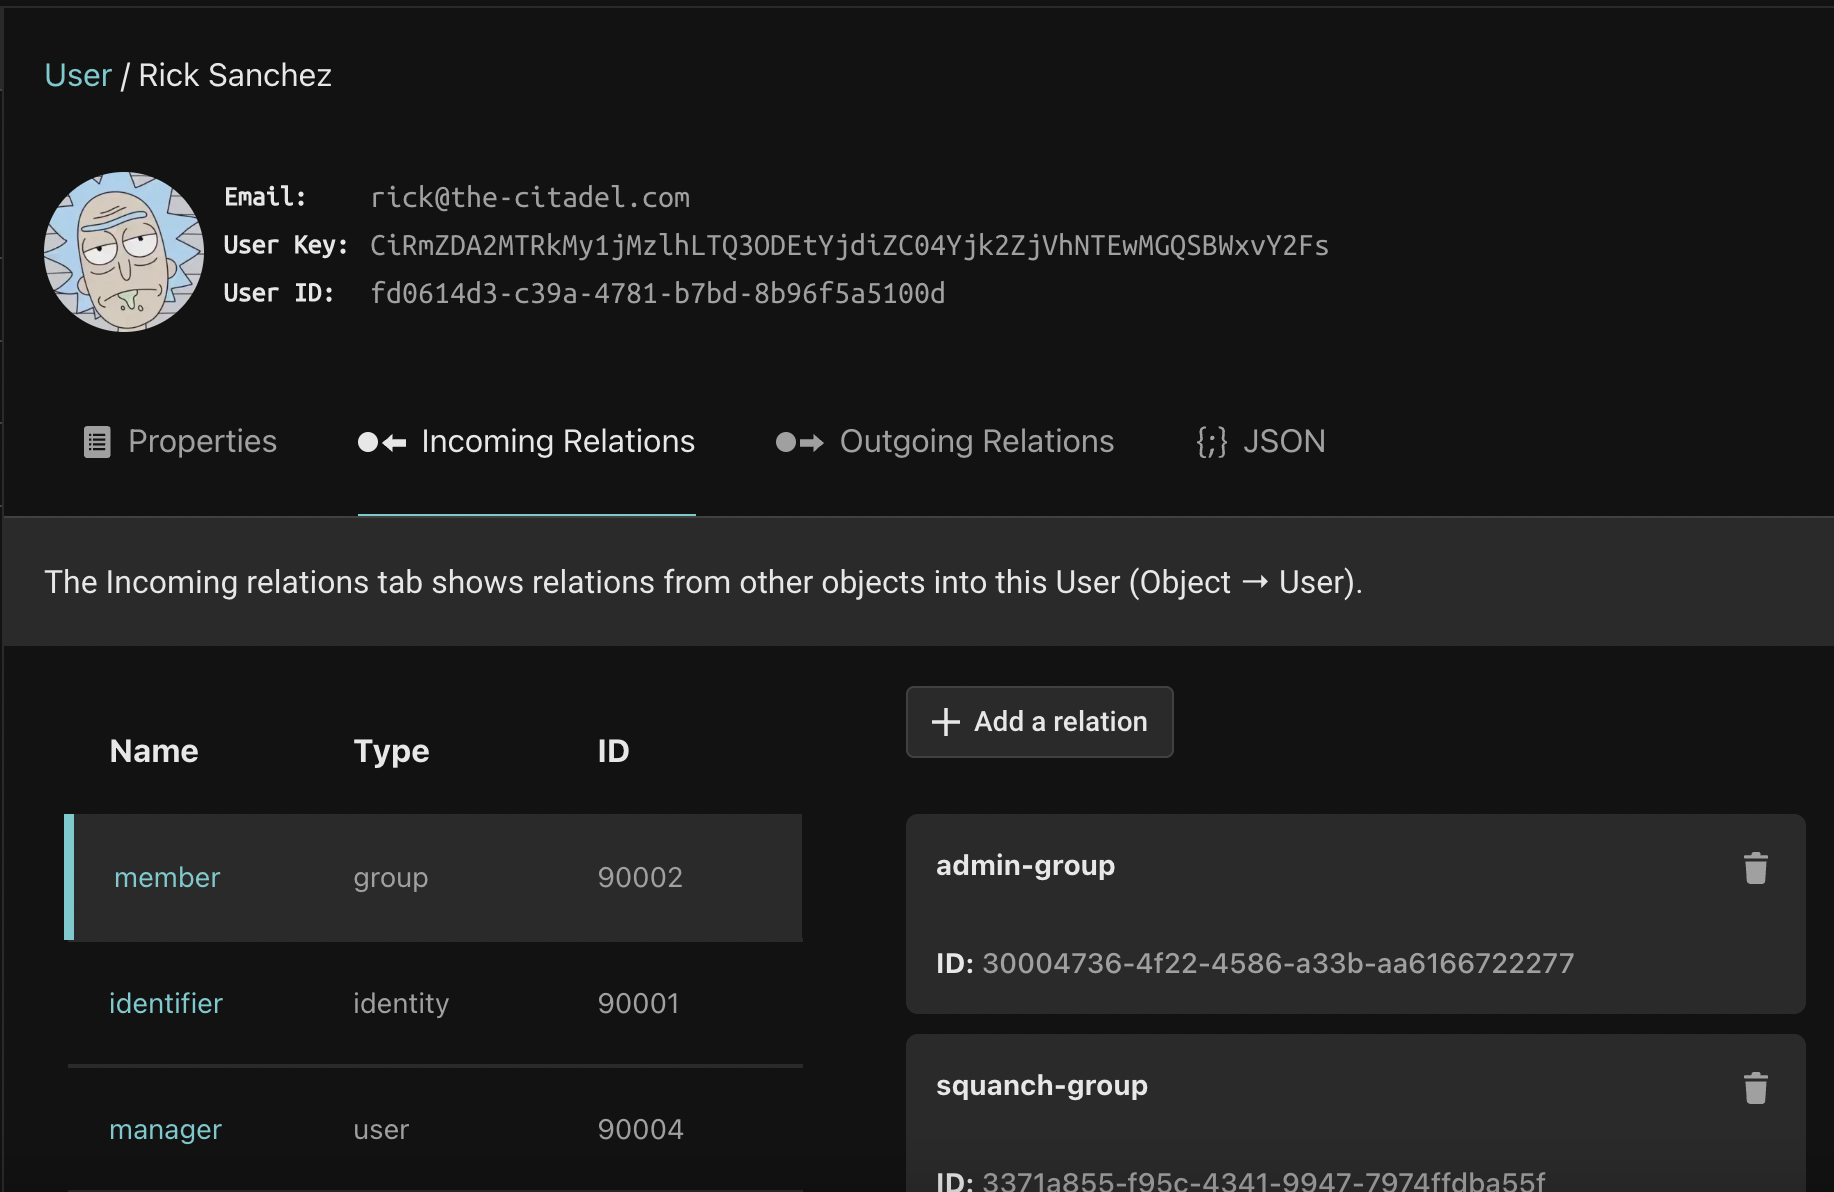 User / Rick Sanchez
Email: rick@the-citadel.com
User Key: CiRmZDA2MTRkMy1jMzlhLTQ3ODEtYjdiZC04Yjk2ZjVhNTEwMGQSBWxvY2Fs
User ID: fd0614d3-c39a-4781-b7bd-8b96f5a5100d
Properties Incoming Relations Outgoing Relations {;} JSON
The Incoming relations tab shows relations from other objects into this User (Object → User).
+ Add a relation
Name Type ID
member group 90002
identifier identity 90001
manager user 90004
admin-group
ID: 30004736-4f22-4586-a33b-aa6166722277
squanch-group
ID: 3371a855-f95c-4341-9947-7974ffdba55f